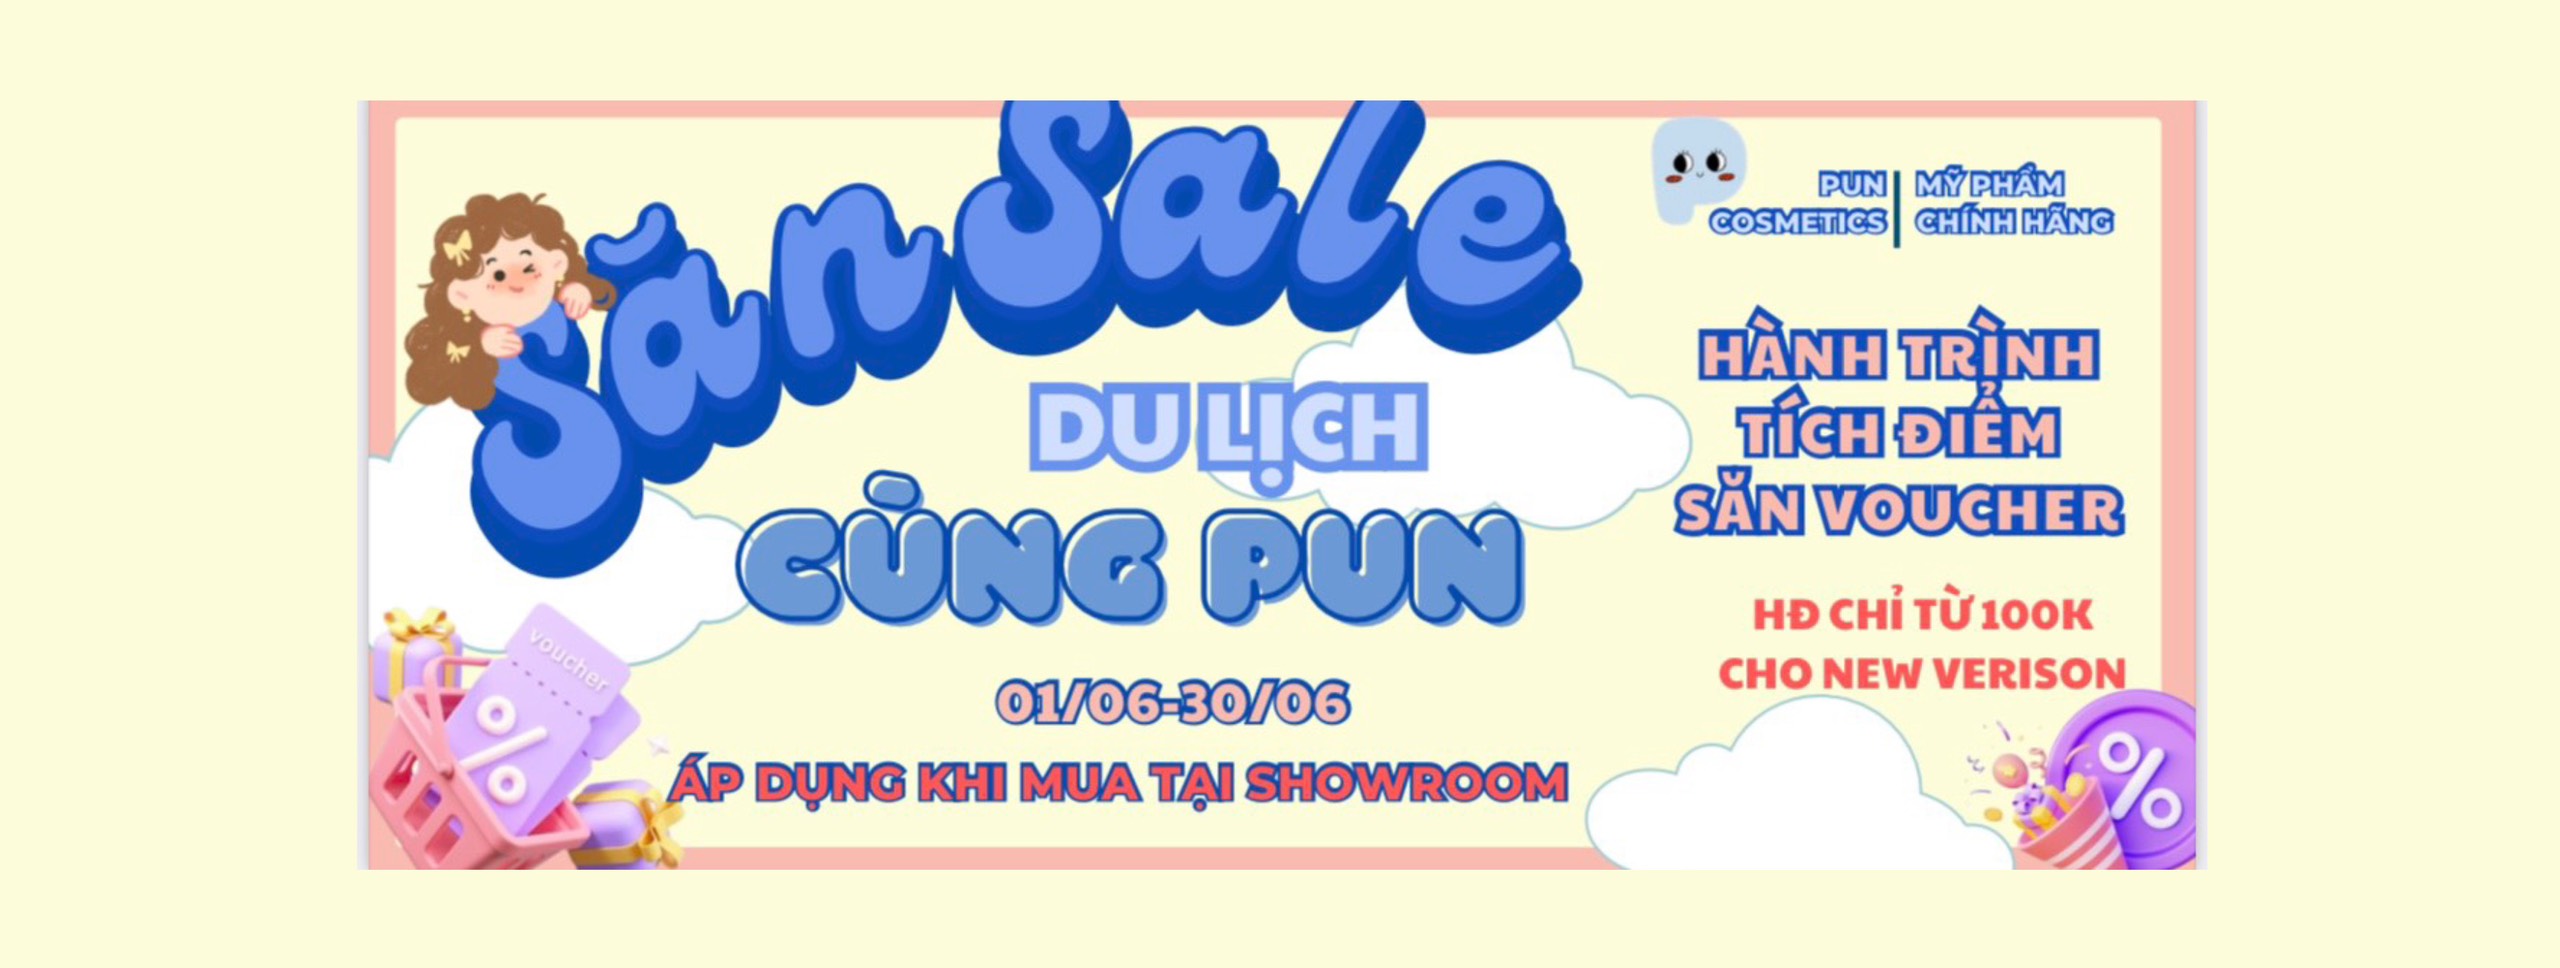 Săn Sale
DU LỊCH
CÙNG PUN
01/06-30/06
ÁP DỤNG KHI MUA TẠI SHOWROOM
PUN COSMETICS
MỸ PHẨM CHÍNH HÃNG
HÀNH TRÌNH
TÍCH ĐIỂM
SĂN VOUCHER
HĐ CHỈ TỪ 100K
CHO NEW VERISON
voucher
%
%